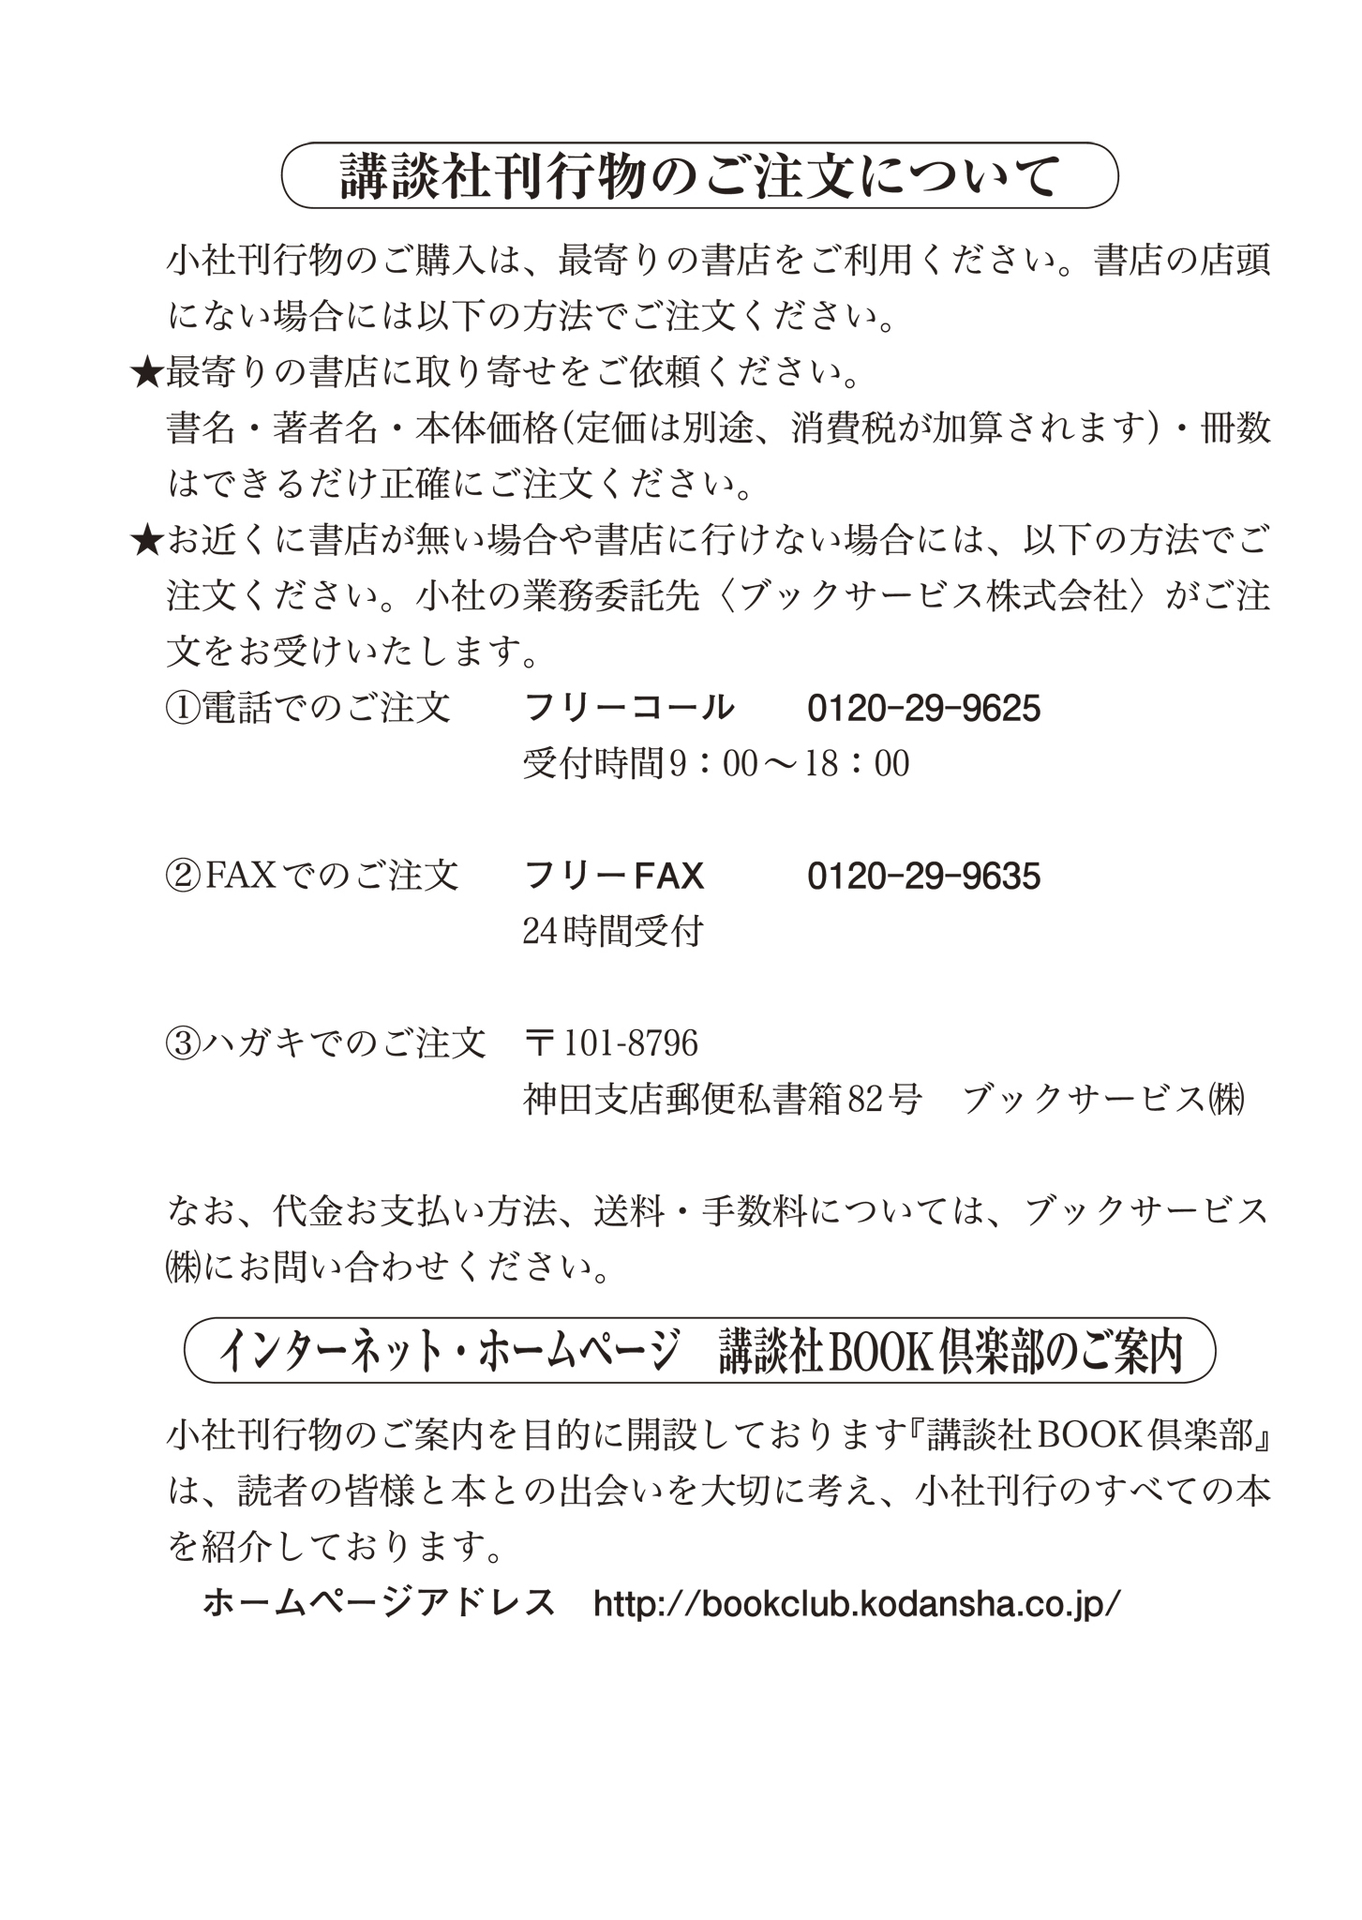 講談社刊行物のご注文について
小社刊行物のご購入は、最寄りの書店をご利用ください。書店の店頭
にない場合には以下の方法でご注文ください。
★最寄りの書店に取り寄せをご依頼ください。
書名・著者名・本体価格(定価は別途、消費税が加算されます)・冊数
はできるだけ正確にご注文ください。
★お近くに書店が無い場合や書店に行けない場合には、以下の方法でご
注文ください。小社の業務委託先〈ブックサービス株式会社〉がご注
文をお受けいたします。
①電話でのご注文　フリーコール　0120-29-9625
受付時間9：00～18：00
②FAXでのご注文　フリーFAX　0120-29-9635
24時間受付
③ハガキでのご注文　〒101-8796
神田支店郵便私書箱82号　ブックサービス㈱
なお、代金お支払い方法、送料・手数料については、ブックサービス
㈱にお問い合わせください。
インターネット・ホームページ　講談社BOOK倶楽部のご案内
小社刊行物のご案内を目的に開設しております『講談社BOOK倶楽部』
は、読者の皆様と本との出会いを大切に考え、小社刊行のすべての本
を紹介しております。
ホームページアドレス　http://bookclub.kodansha.co.jp/